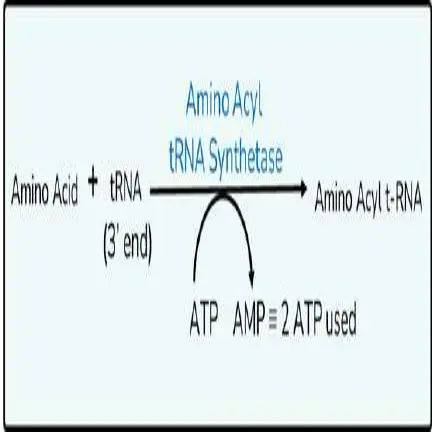 Amino Acyl
tRNA Synthetase
Amino Acid + tRNA Amino Acyl t-RNA
(3' end)
ATP AMP ≡ 2 ATP used